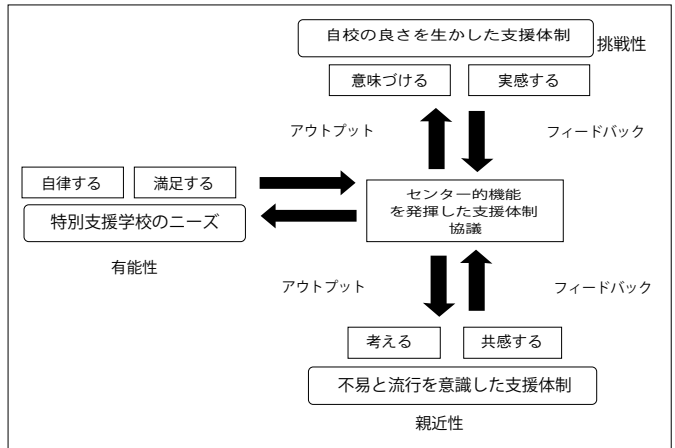 自校の良さを生かした支援体制
挑戦性
意味づける
実感する
アウトプット
フィードバック
自律する
満足する
センター的機能
を発揮した支援体制
協議
特別支援学校のニーズ
有能性
アウトプット
フィードバック
考える
共感する
不易と流行を意識した支援体制
親近性